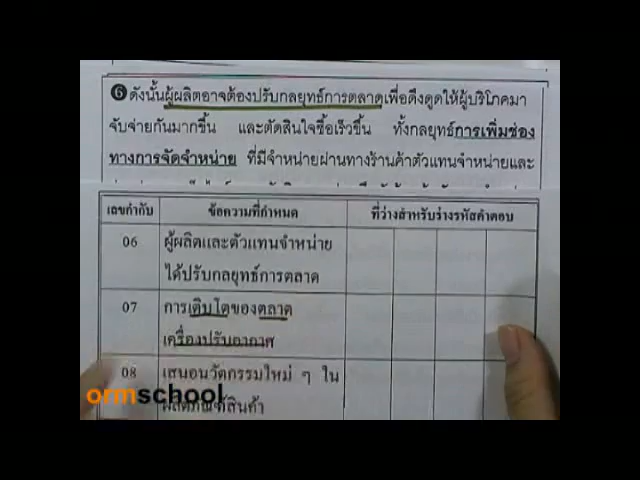 ❻ ดังนั้นผู้ผลิตอาจต้องปรับกลยุทธ์การตลาดเพื่อดึงดูดให้ผู้บริโภคมา
จับจ่ายกันมากขึ้น และตัดสินใจซื้อเร็วขึ้น ทั้งกลยุทธ์การเพิ่มช่อง
ทางการจัดจำหน่าย ที่มีจำหน่ายผ่านทางร้านค้าตัวแทนจำหน่ายและ
เลขกำกับ ข้อความที่กำหนด ที่ว่างสำหรับร่างรหัสคำตอบ
06 ผู้ผลิตและตัวแทนจำหน่าย
ได้ปรับกลยุทธ์การตลาด
07 การเติบโตของตลาด
เครื่องปรับอากาศ
08 เสนอนวัตกรรมใหม่ ๆ ใน
ผลิตภัณฑ์สินค้า
ormschool